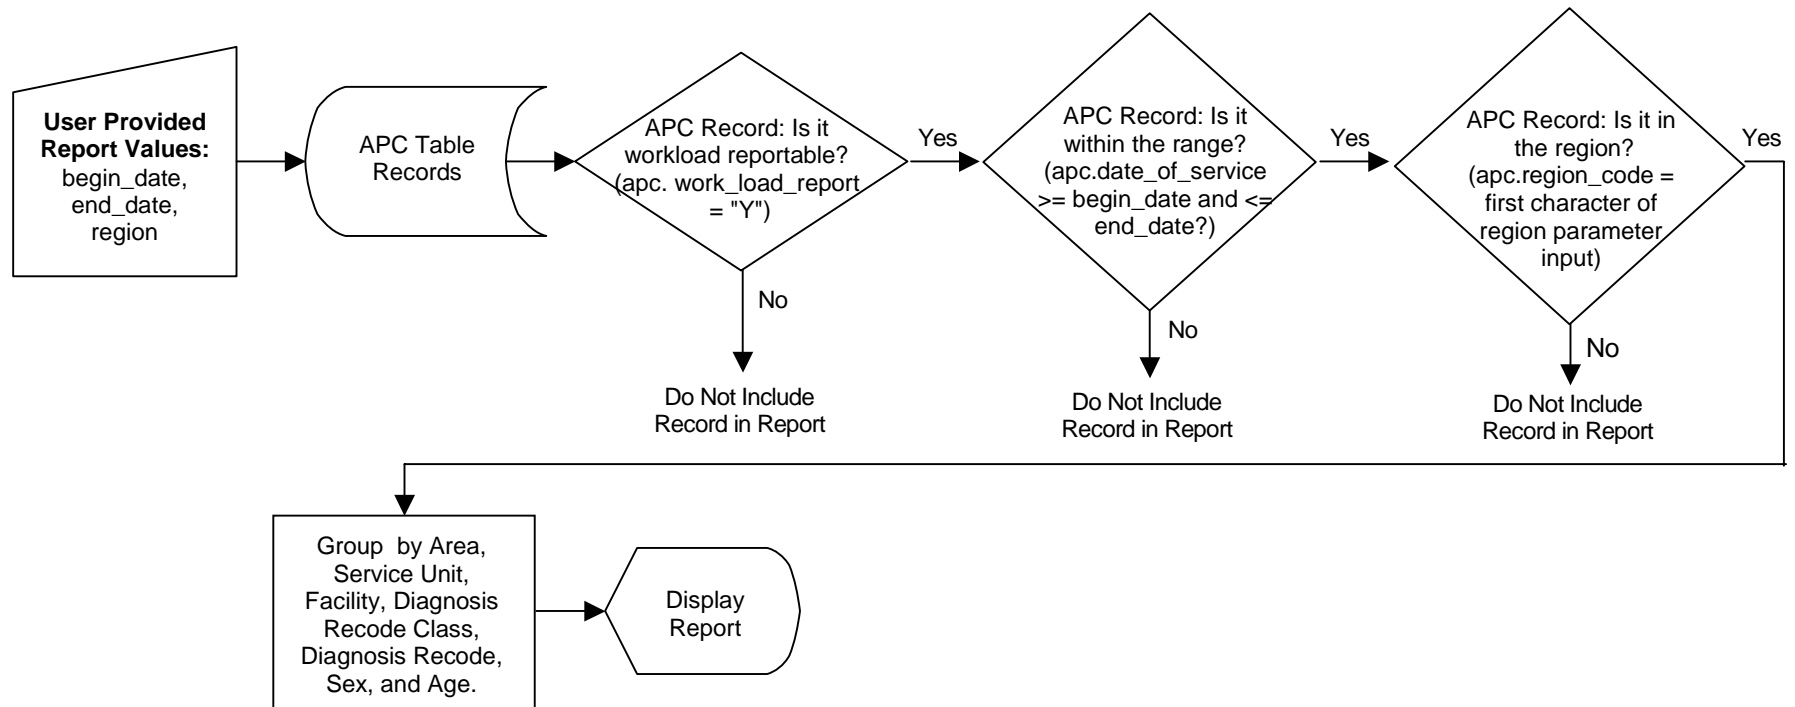 User Provided
Report Values:
begin_date,
end_date,
region
APC Table
Records
APC Record: Is it
workload reportable?
(apc. work_load_report
= "Y")
Yes
No
Do Not Include
Record in Report
APC Record: Is it
within the range?
(apc.date_of_service
>= begin_date and <=
end_date?)
Yes
No
Do Not Include
Record in Report
APC Record: Is it in
the region?
(apc.region_code =
first character of
region parameter
input)
Yes
No
Do Not Include
Record in Report
Group by Area,
Service Unit,
Facility, Diagnosis
Recode Class,
Diagnosis Recode,
Sex, and Age.
Display
Report